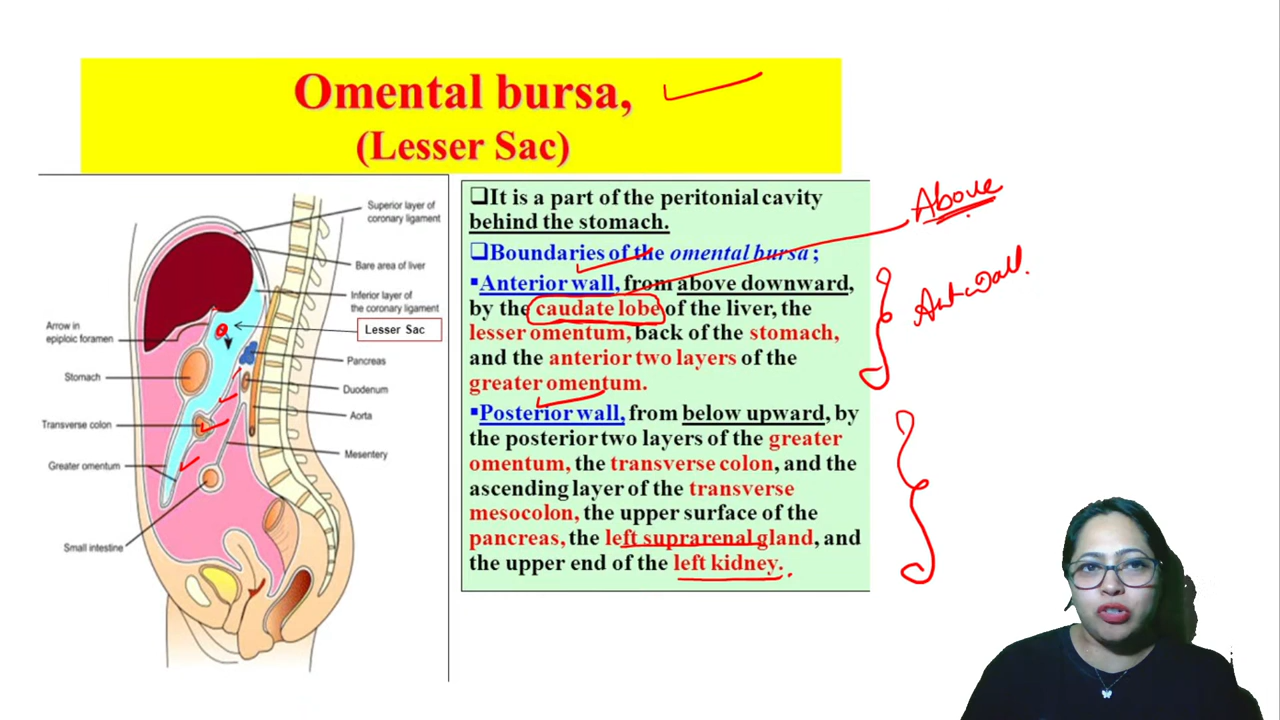 Omental bursa,
(Lesser Sac)
Superior layer of
coronary ligament
Bare area of liver
Inferior layer of
the coronary ligament
Lesser Sac
Arrow in
epiploic foramen
Stomach
Pancreas
Duodenum
Aorta
Transverse colon
Mesentery
Greater omentum
Small intestine
❑It is a part of the peritonial cavity
behind the stomach.
❑Boundaries of the omental bursa ;
▪Anterior wall, from above downward,
by the caudate lobe of the liver, the
lesser omentum, back of the stomach,
and the anterior two layers of the
greater omentum.
▪Posterior wall, from below upward, by
the posterior two layers of the greater
omentum, the transverse colon, and the
ascending layer of the transverse
mesocolon, the upper surface of the
pancreas, the left suprarenal gland, and
the upper end of the left kidney.
Above
Ant wall.